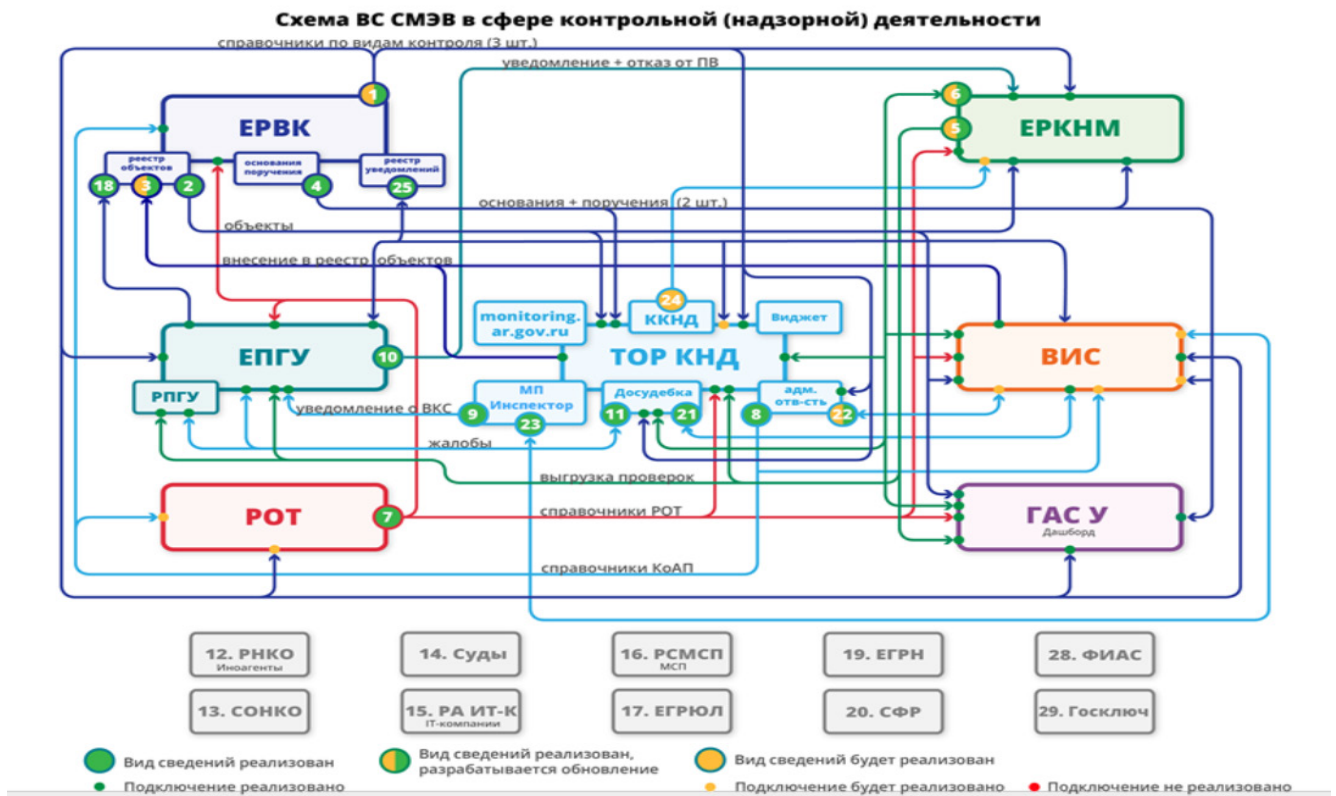 Схема ВС СМЭВ в сфере контрольной (надзорной) деятельности
справочники по видам контроля (3 шт.)
уведомление + отказ от ПВ
1
6
ЕРВК
5
ЕРКНМ
реестр
объектов
основания
поручения
реестр
уведомлений
18
3
2
4
25
основания + поручения (2 шт.)
объекты
внесение в реестр объектов
24
monitoring.
ar.gov.ru
ККНД
Виджет
ЕПГУ
10
ТОР КНД
ВИС
РПГУ
МП
Инспектор
Досудебка
адм.
отв-сть
уведомление о ВКС
9
23
11
21
8
22
жалобы
выгрузка проверок
РОТ
7
справочники РОТ
ГАС У
Дашборд
справочники КоАП
12. РНКО
Иноагенты
14. Суды
16. РСМСП
МСП
19. ЕГРН
28. ФИАС
13. СОНКО
15. РА ИТ-К
IT-компании
17. ЕГРЮЛ
20. СФР
29. Госключ
Вид сведений реализован
Вид сведений реализован,
разрабатывается обновление
Вид сведений будет реализован
Подключение реализовано
Подключение будет реализовано
Подключение не реализовано